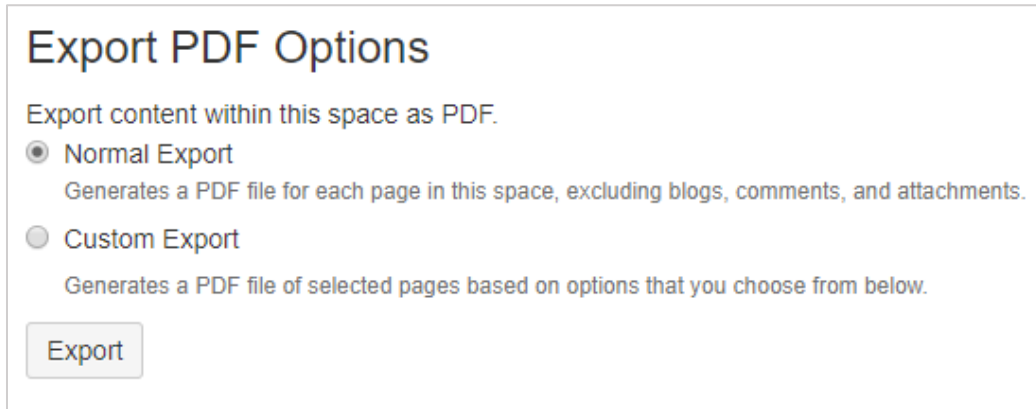 Export PDF Options
Export content within this space as PDF.
Normal Export
Generates a PDF file for each page in this space, excluding blogs, comments, and attachments.
Custom Export
Generates a PDF file of selected pages based on options that you choose from below.
Export